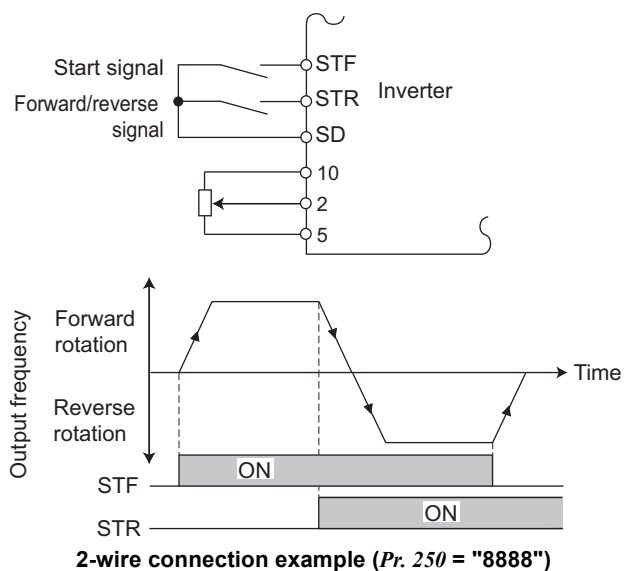 Start signal
STF
Forward/reverse
signal
STR
Inverter
SD
10
2
5
Output frequency
Forward
rotation
Time
Reverse
rotation
STF
ON
STR
ON
2-wire connection example (Pr. 250 = "8888")